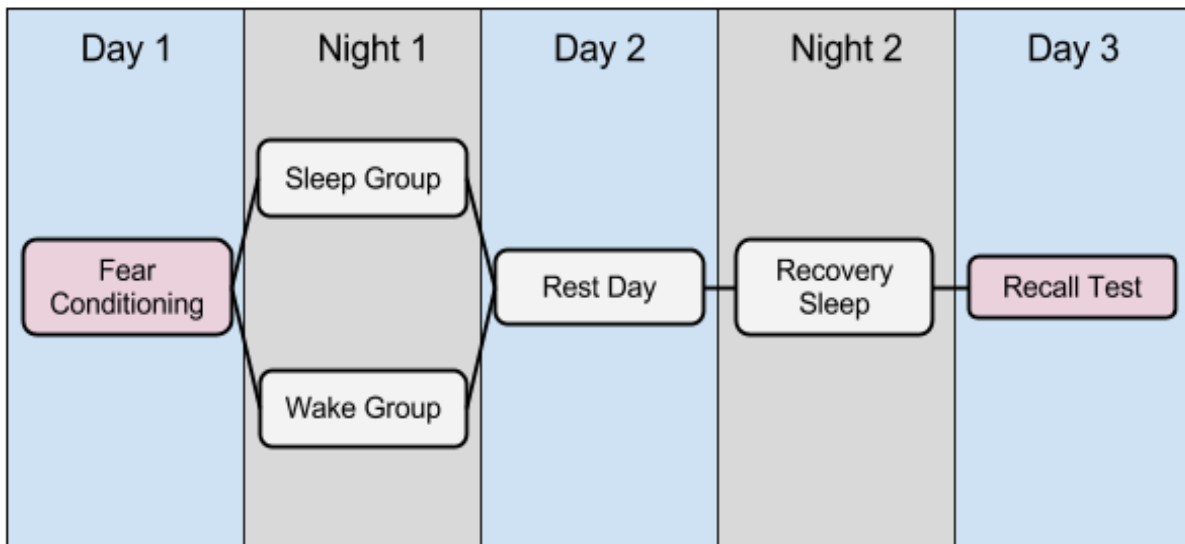 Day 1
Night 1
Day 2
Night 2
Day 3
Sleep Group
Fear
Conditioning
Wake Group
Rest Day
Recovery
Sleep
Recall Test